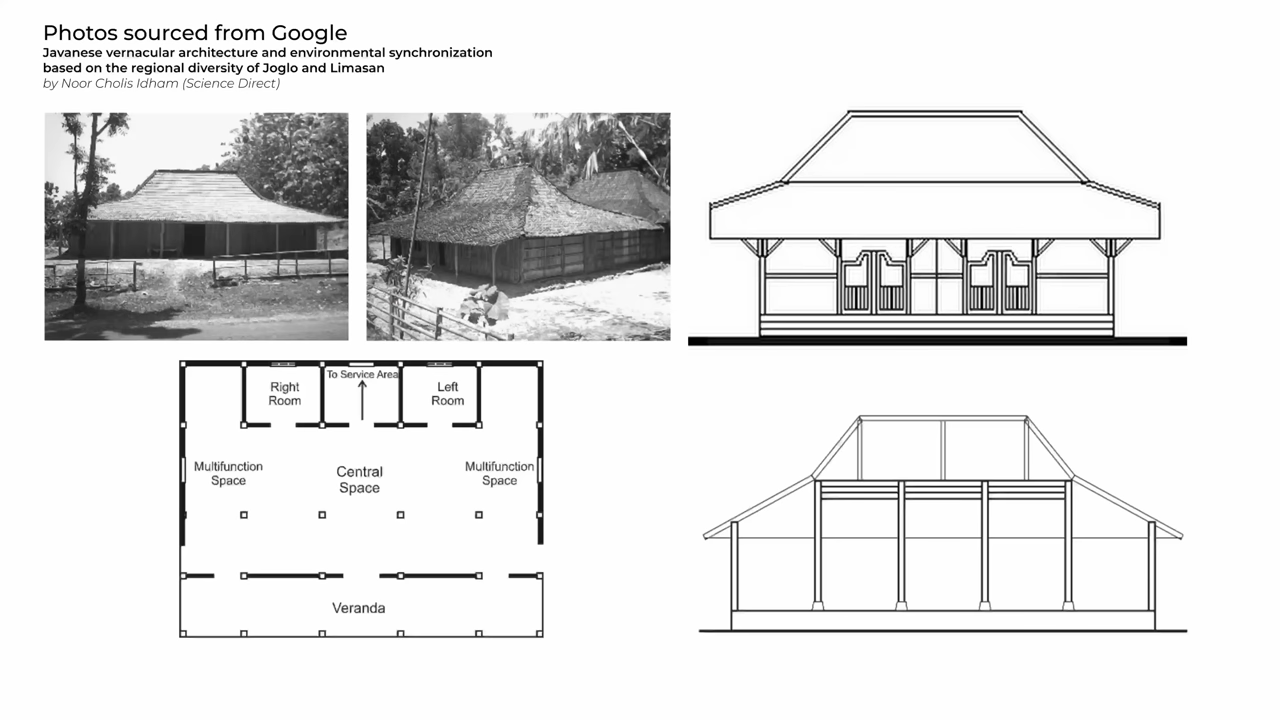 Photos sourced from Google
Javanese vernacular architecture and environmental synchronization
based on the regional diversity of Joglo and Limasan
by Noor Cholis Idham (Science Direct)
To Service Area
Right
Room
Left
Room
Multifunction
Space
Central
Space
Multifunction
Space
Veranda